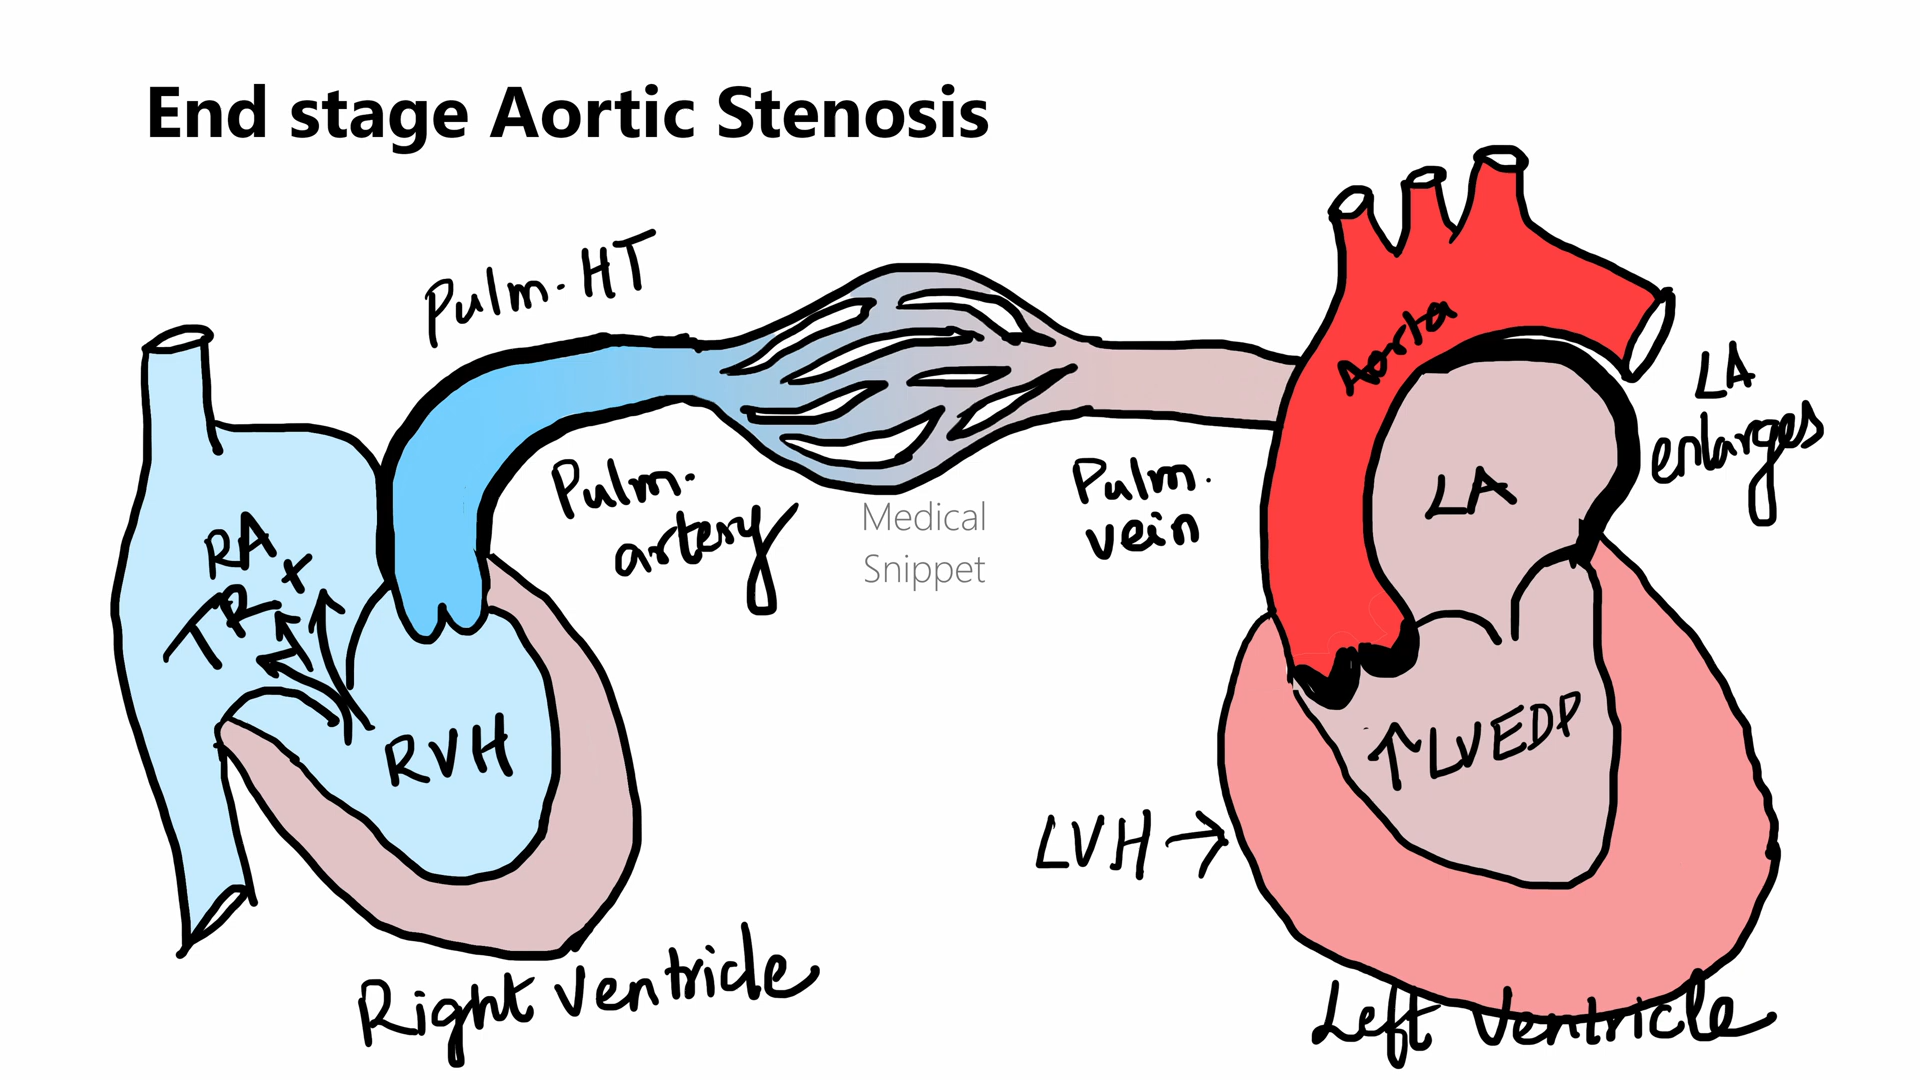 End stage Aortic Stenosis
Pulm. HT
Aorta
LA
enlarges
Pulm.
artery
Medical
Snippet
Pulm.
vein
LA
RA
TR +
RVH
↑LVEDP
LVH →
Right Ventricle
Left Ventricle